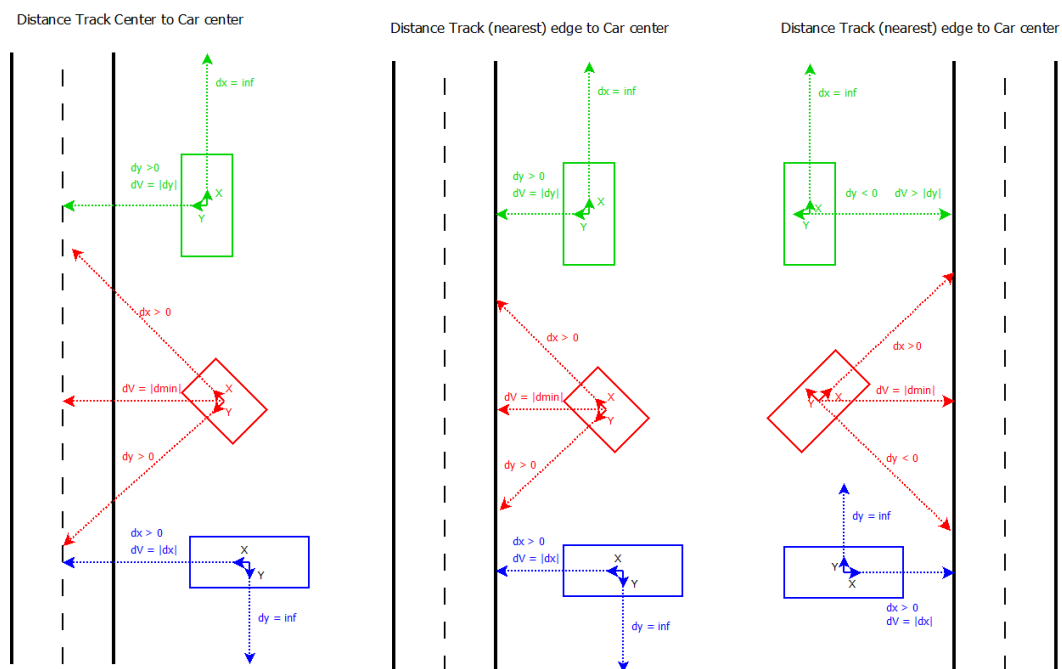 Distance Track Center to Car center
dx = inf
dy >0
dV = |dy|
X
Y
dx > 0
dV = |dmin|
X
Y
dy > 0
dx > 0
dV = |dx|
X
Y
dy = inf
Distance Track (nearest) edge to Car center
dx = inf
dy > 0
dV = |dy|
X
Y
dx > 0
dV = |dmin|
X
Y
dy > 0
dx > 0
dV = |dx|
X
Y
dy = inf
Distance Track (nearest) edge to Car center
dx = inf
dy < 0 dV > |dy|
X
Y
dx >0
dV = |dmin|
Y X
dy < 0
dy = inf
Y
X
dx > 0
dV = |dx|